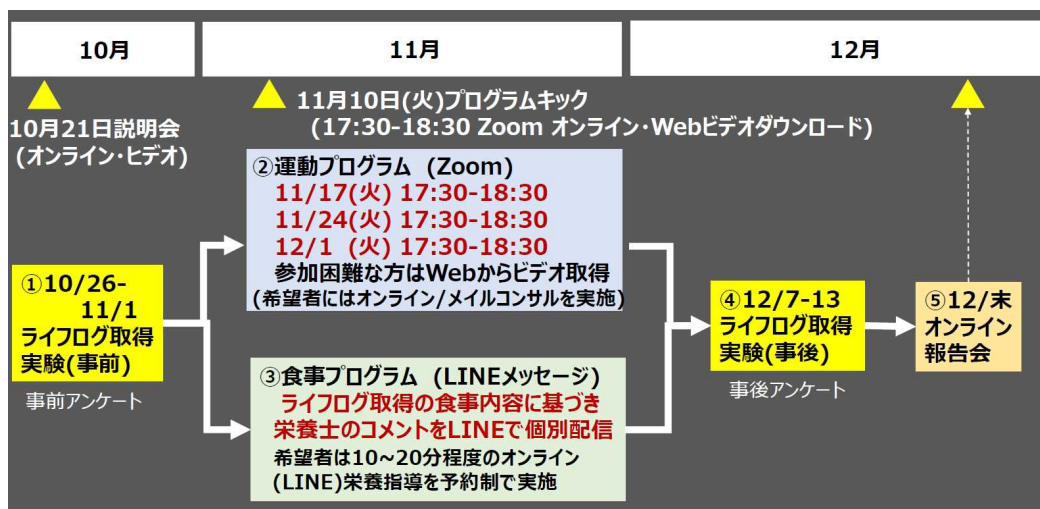 10月
11月
12月
10月21日説明会
(オンライン・ヒデオ)
11月10日(火)プログラムキック
(17:30-18:30 Zoom オンライン・Webビデオダウンロード)
①10/26-
11/1
ライフログ取得
実験(事前)
事前アンケート
②運動プログラム (Zoom)
11/17(火) 17:30-18:30
11/24(火) 17:30-18:30
12/1 (火) 17:30-18:30
参加困難な方はWebからビデオ取得
(希望者にはオンライン/メイルコンサルを実施)
③食事プログラム (LINEメッセージ)
ライフログ取得の食事内容に基づき
栄養士のコメントをLINEで個別配信
希望者は10~20分程度のオンライン
(LINE)栄養指導を予約制で実施
④12/7-13
ライフログ取得
実験(事後)
事後アンケート
⑤12/末
オンライン
報告会